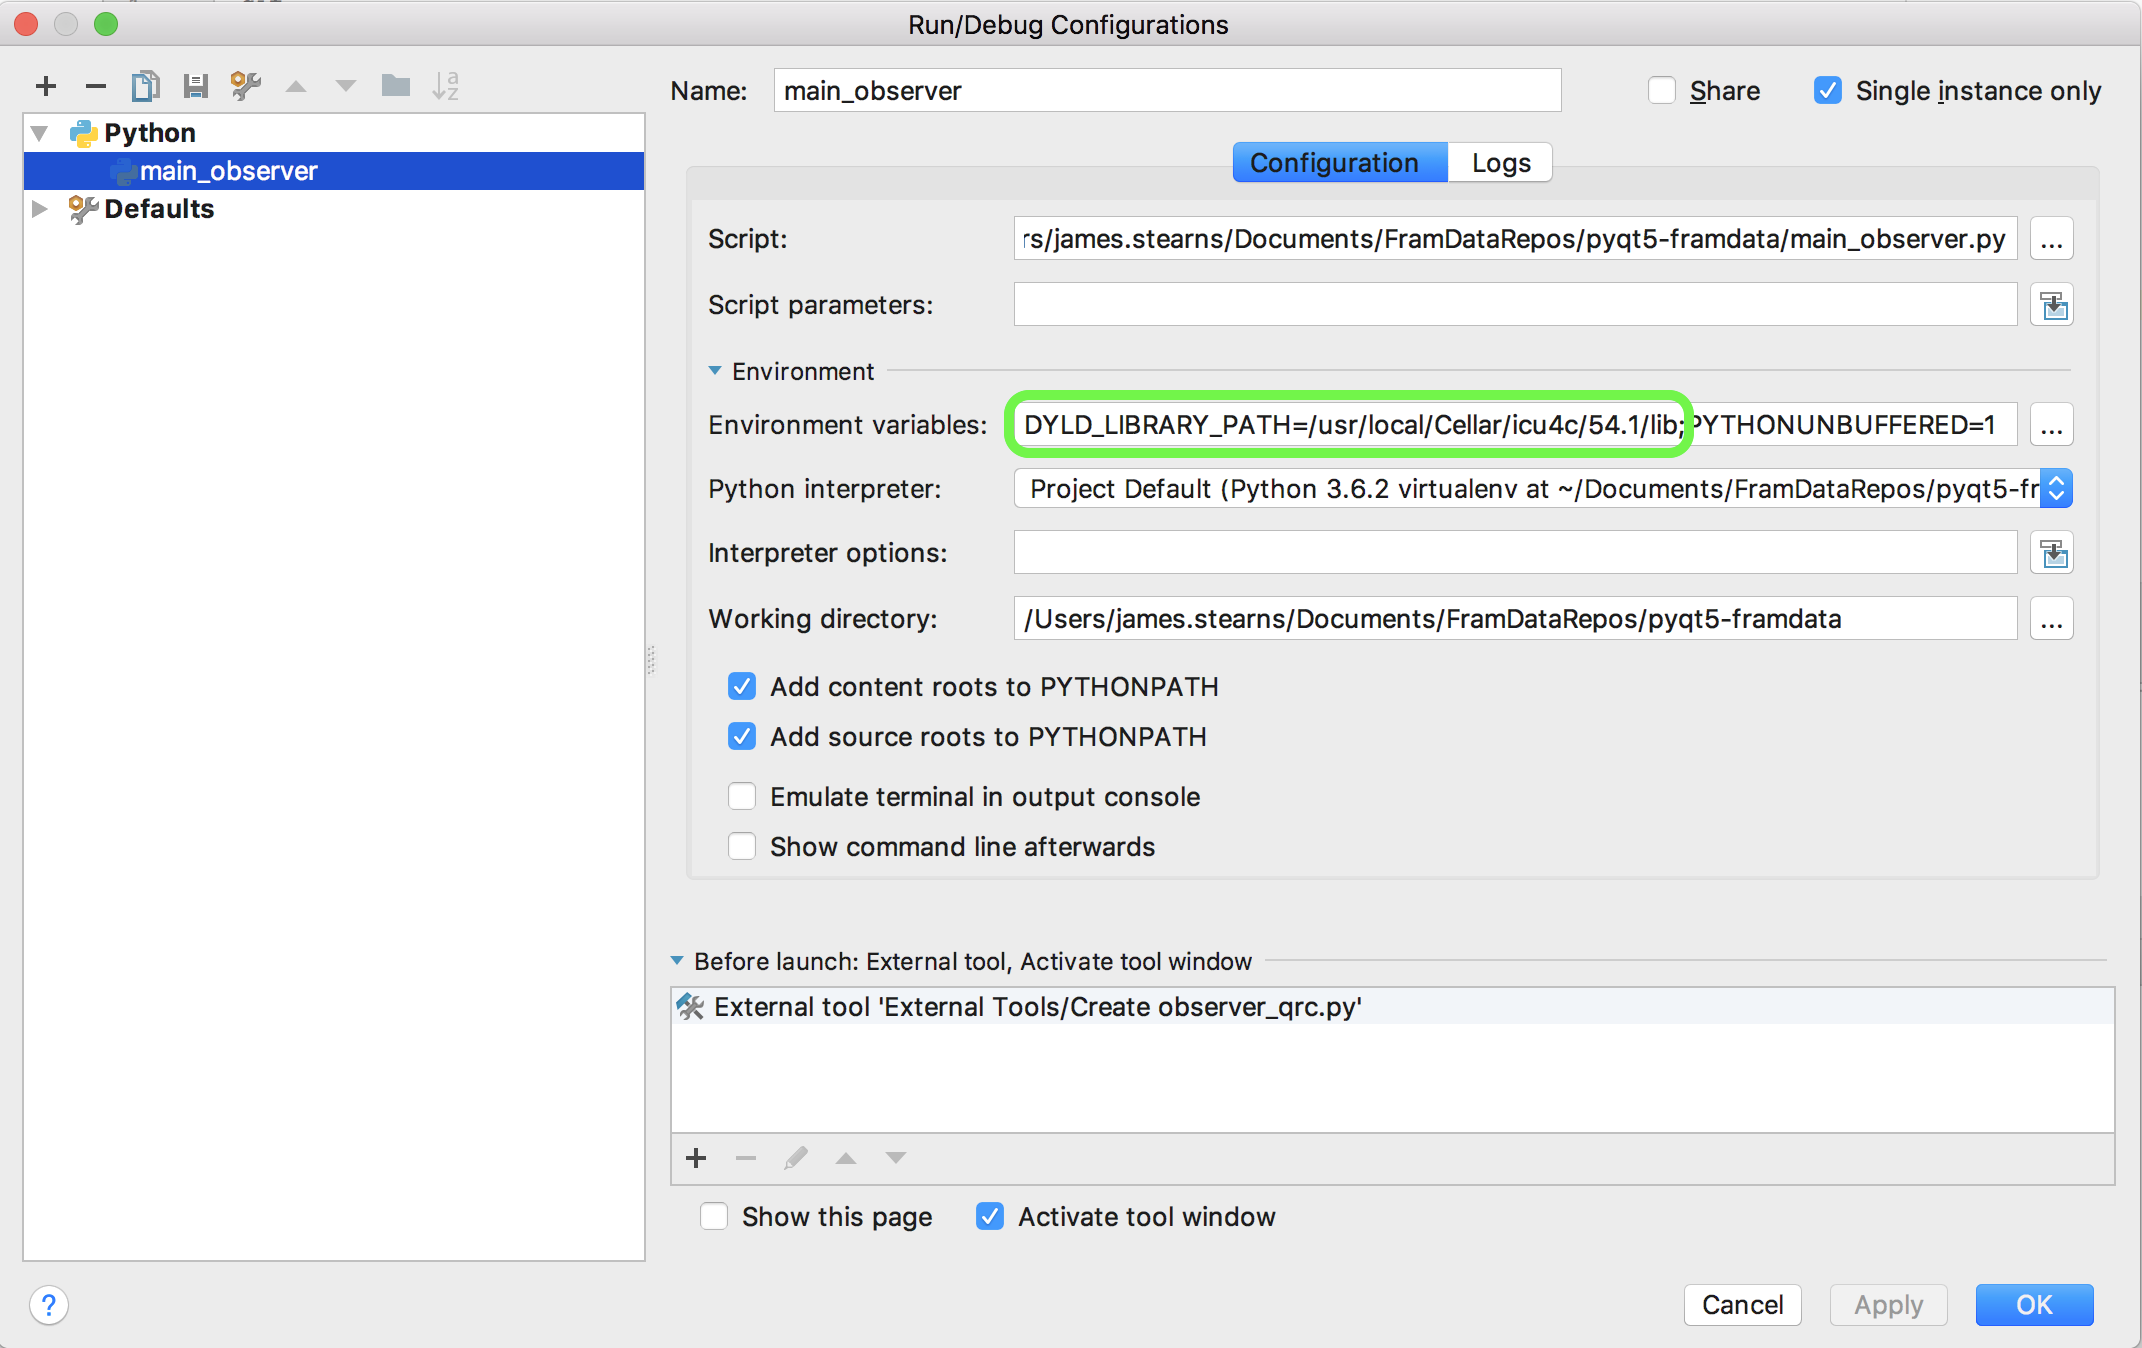 Run/Debug Configurations
Name: main_observer Share Single instance only
Python
main_observer
Defaults
Configuration Logs
Script: rs/james.stearns/Documents/FramDataRepos/pyqt5-framdata/main_observer.py ...
Script parameters:
Environment
Environment variables: DYLD_LIBRARY_PATH=/usr/local/Cellar/icu4c/54.1/lib;PYTHONUNBUFFERED=1 ...
Python interpreter: Project Default (Python 3.6.2 virtualenv at ~/Documents/FramDataRepos/pyqt5-fr
Interpreter options:
Working directory: /Users/james.stearns/Documents/FramDataRepos/pyqt5-framdata ...
Add content roots to PYTHONPATH
Add source roots to PYTHONPATH
Emulate terminal in output console
Show command line afterwards
Before launch: External tool, Activate tool window
External tool 'External Tools/Create observer_qrc.py'
Show this page Activate tool window
? Cancel Apply OK